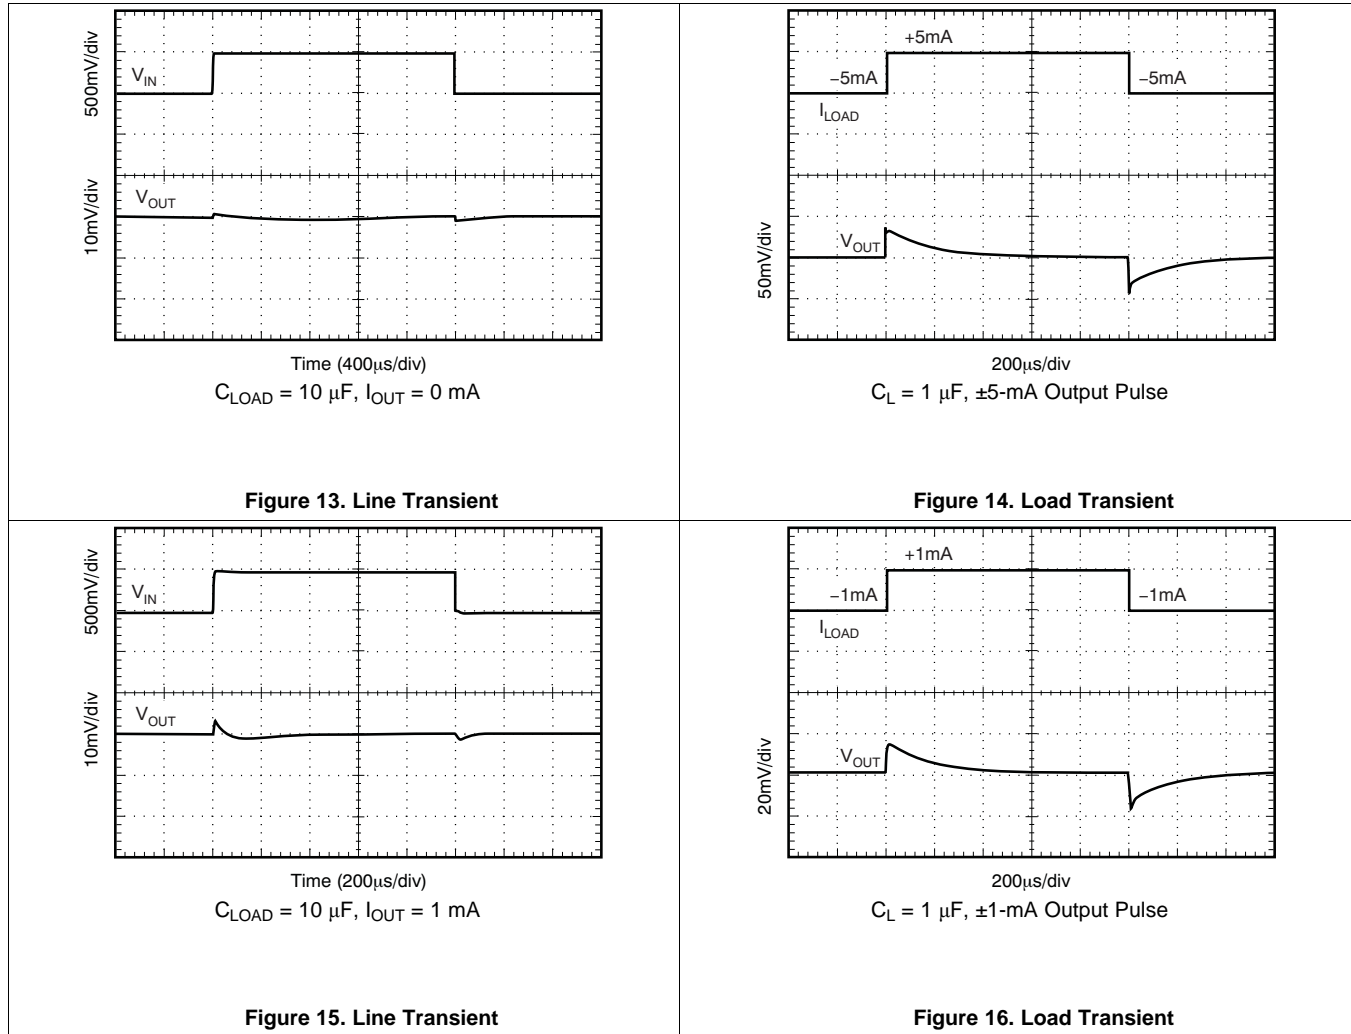 500mV/div
V_IN
10mV/div
V_OUT
Time (400μs/div)
C_LOAD = 10 μF, I_OUT = 0 mA
Figure 13. Line Transient
+5mA
−5mA
−5mA
I_LOAD
50mV/div
V_OUT
200μs/div
C_L = 1 μF, ±5-mA Output Pulse
Figure 14. Load Transient
500mV/div
V_IN
10mV/div
V_OUT
Time (200μs/div)
C_LOAD = 10 μF, I_OUT = 1 mA
Figure 15. Line Transient
+1mA
−1mA
−1mA
I_LOAD
20mV/div
V_OUT
200μs/div
C_L = 1 μF, ±1-mA Output Pulse
Figure 16. Load Transient